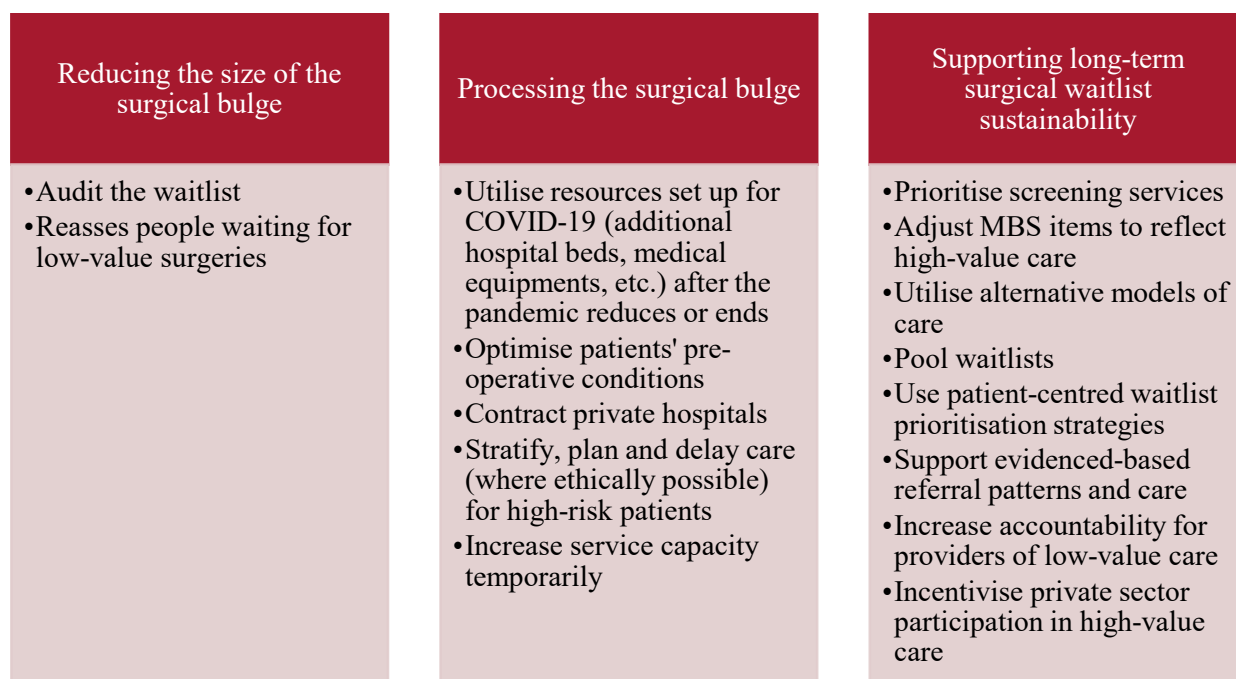 Reducing the size of the
surgical bulge
•Audit the waitlist
•Reasses people waiting for
low-value surgeries
Processing the surgical bulge
•Utilise resources set up for
COVID-19 (additional
hospital beds, medical
equipments, etc.) after the
pandemic reduces or ends
•Optimise patients' pre-
operative conditions
•Contract private hospitals
•Stratify, plan and delay care
(where ethically possible)
for high-risk patients
•Increase service capacity
temporarily
Supporting long-term
surgical waitlist
sustainability
•Prioritise screening services
•Adjust MBS items to reflect
high-value care
•Utilise alternative models of
care
•Pool waitlists
•Use patient-centred waitlist
prioritisation strategies
•Support evidenced-based
referral patterns and care
•Increase accountability for
providers of low-value care
•Incentivise private sector
participation in high-value
care